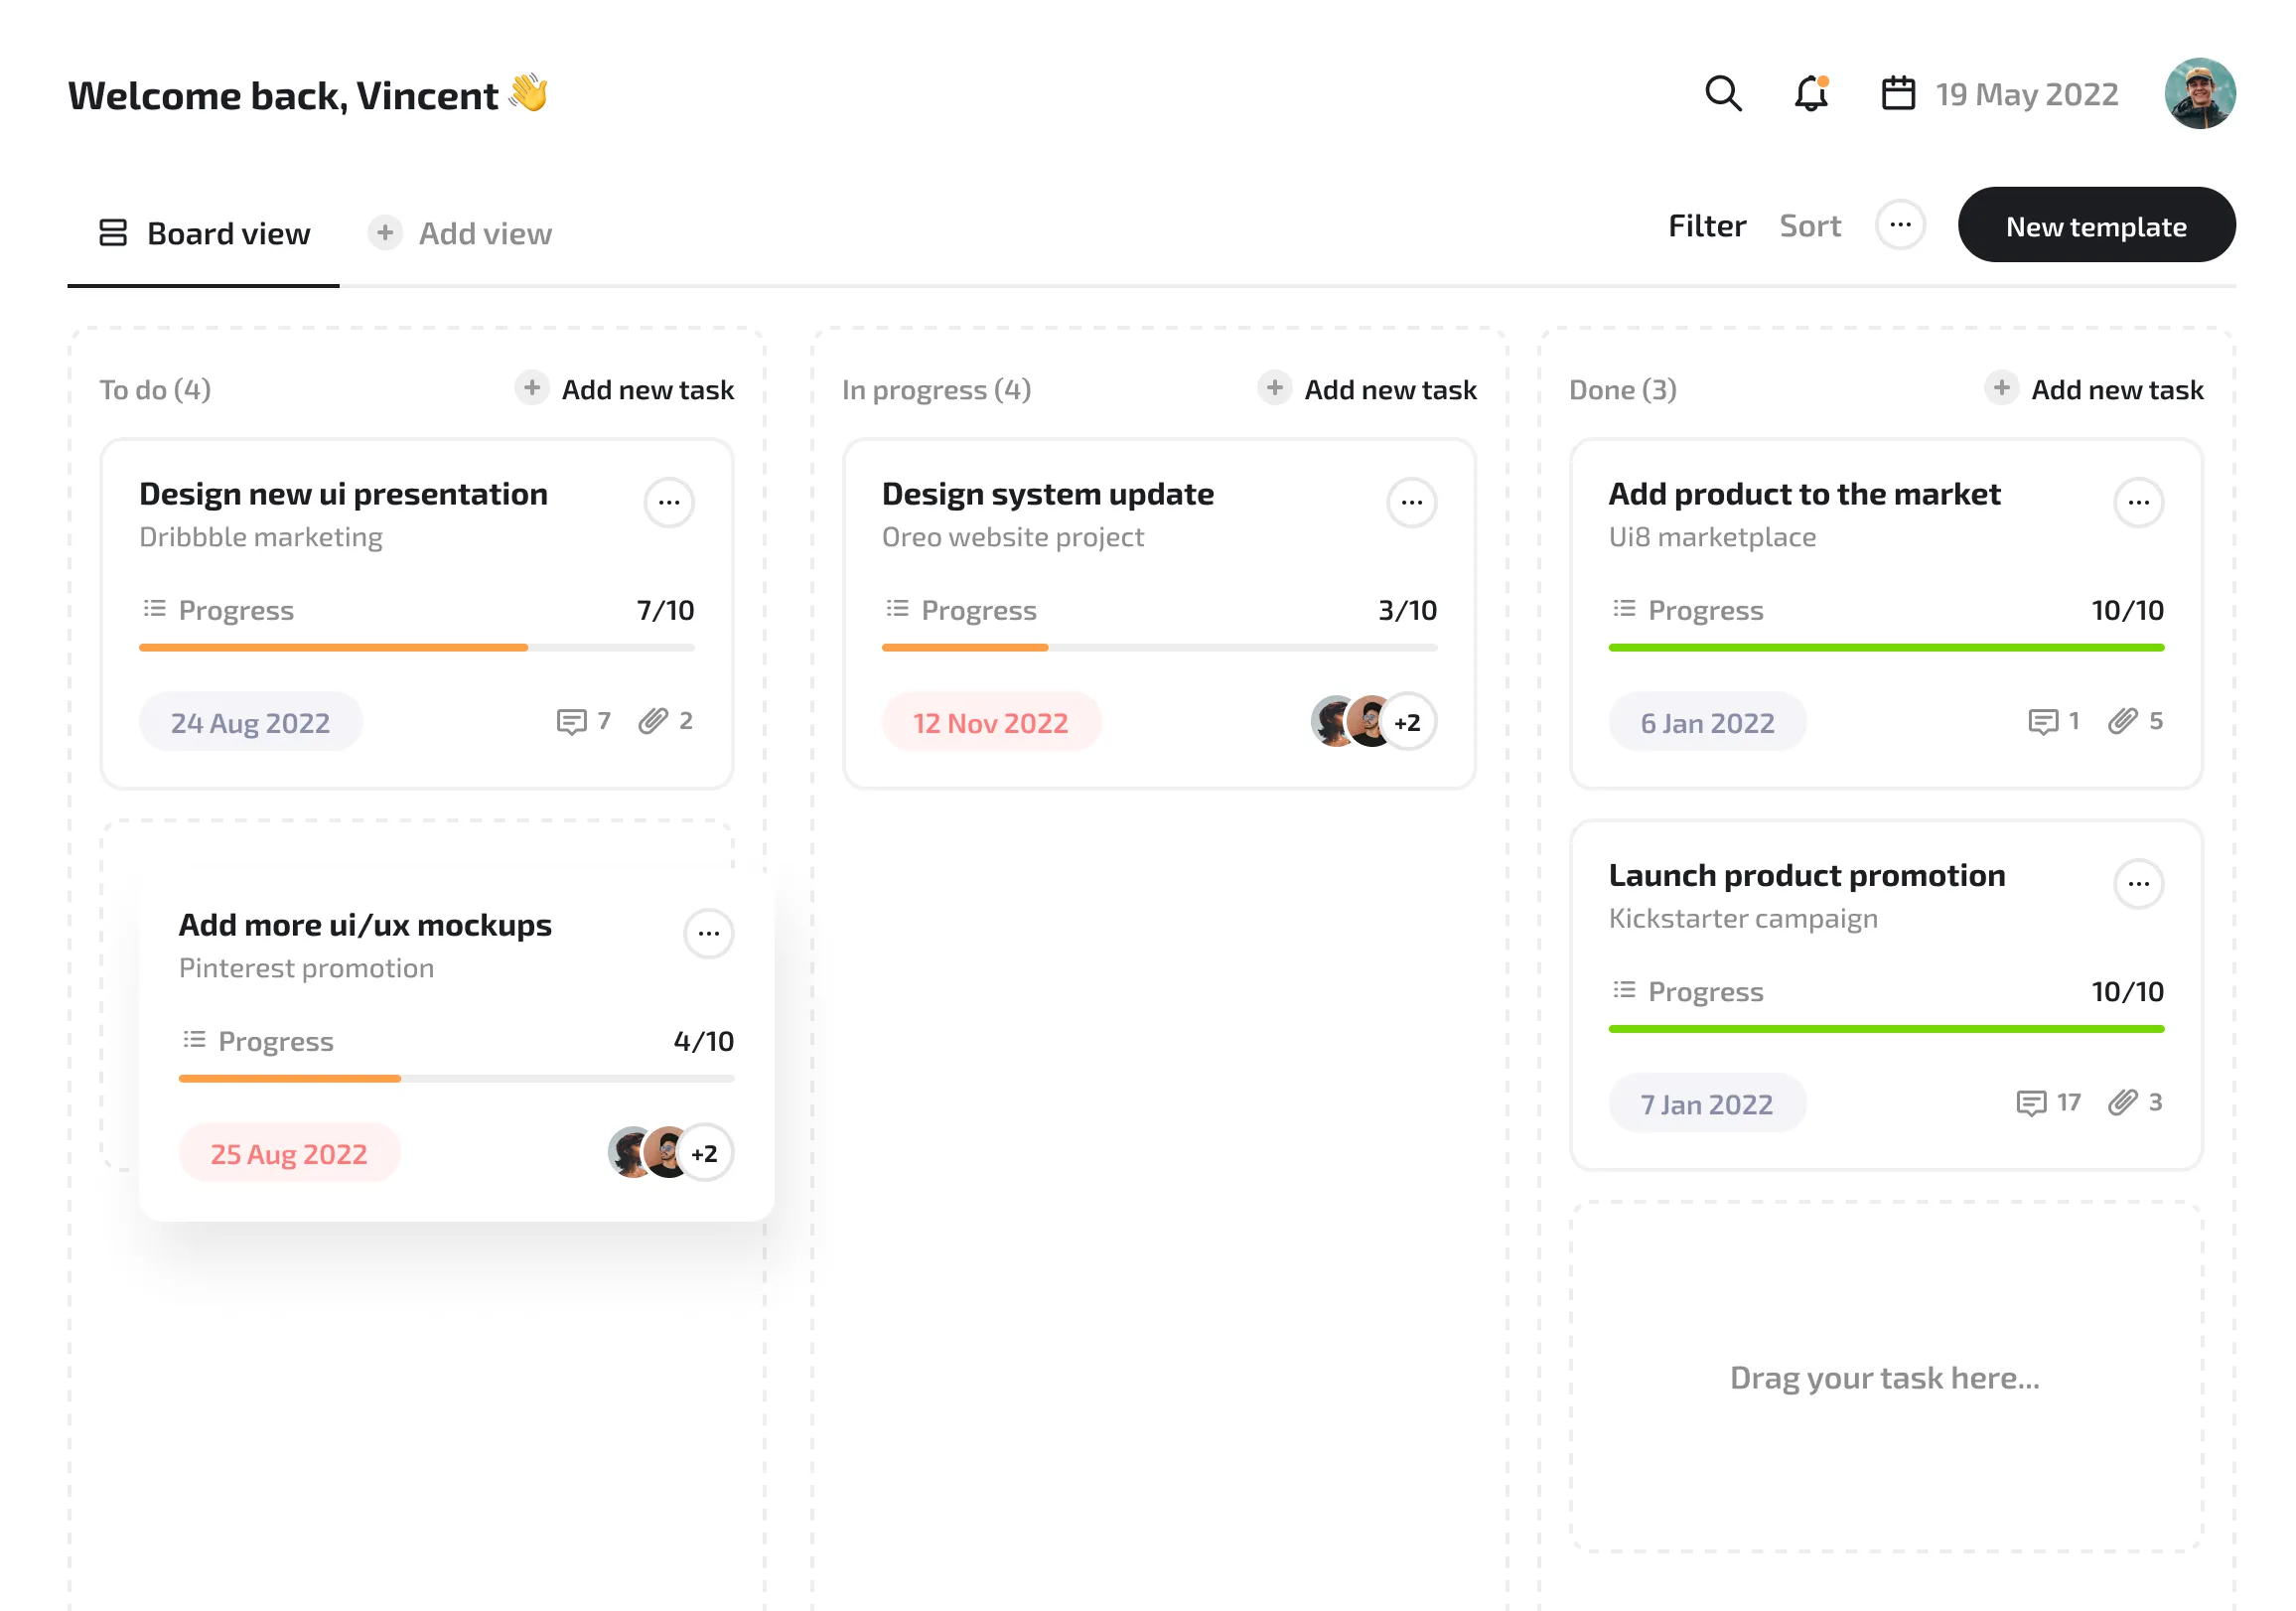 Welcome back, Vincent 👋
19 May 2022
Board view
Add view
Filter
Sort
New template
To do (4)
Add new task
Design new ui presentation
Dribbble marketing
Progress
7/10
24 Aug 2022
7
2
Add more ui/ux mockups
Pinterest promotion
Progress
4/10
25 Aug 2022
+2
In progress (4)
Add new task
Design system update
Oreo website project
Progress
3/10
12 Nov 2022
+2
Done (3)
Add new task
Add product to the market
Ui8 marketplace
Progress
10/10
6 Jan 2022
1
5
Launch product promotion
Kickstarter campaign
Progress
10/10
7 Jan 2022
17
3
Drag your task here...